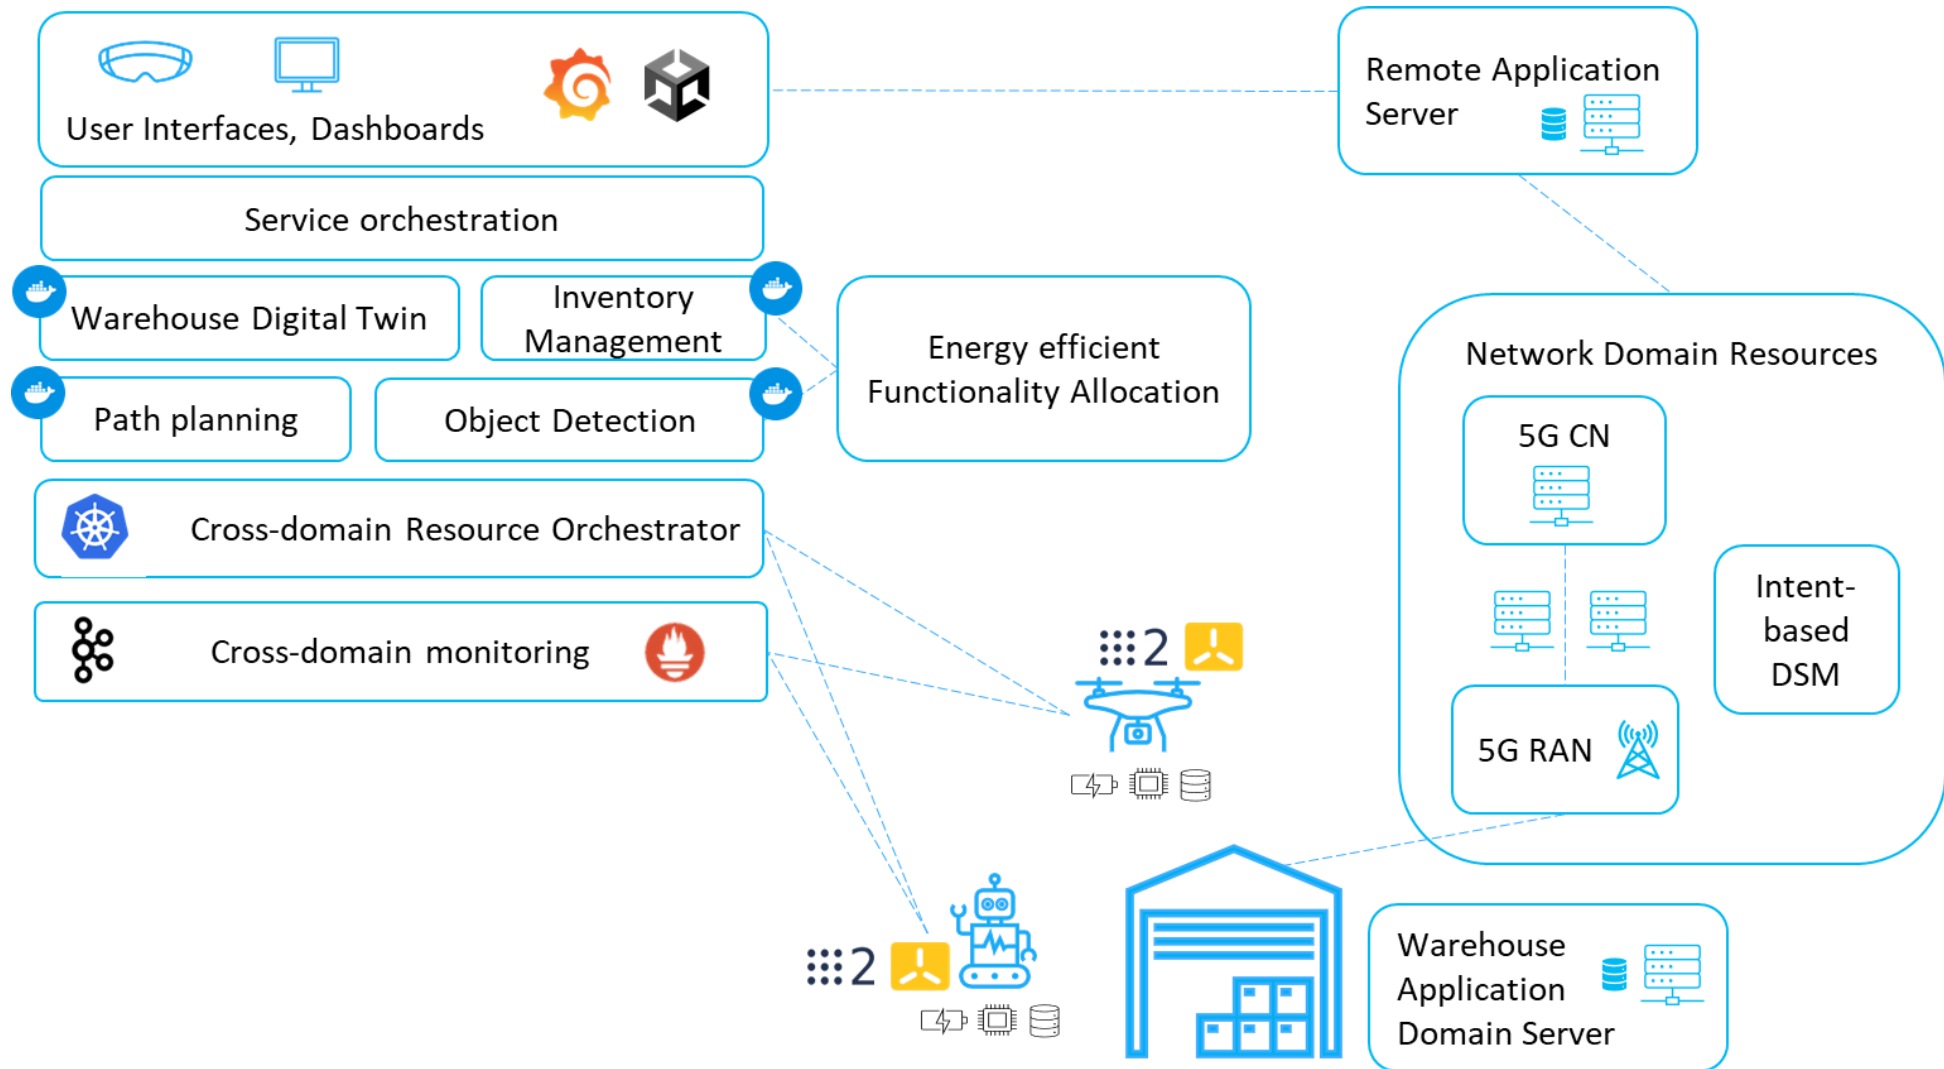 User Interfaces, Dashboards
Remote Application
Server
Service orchestration
Warehouse Digital Twin
Inventory
Management
Path planning
Object Detection
Energy efficient
Functionality Allocation
Cross-domain Resource Orchestrator
Cross-domain monitoring
2
2
Network Domain Resources
5G CN
Intent-
based
DSM
5G RAN
Warehouse
Application
Domain Server